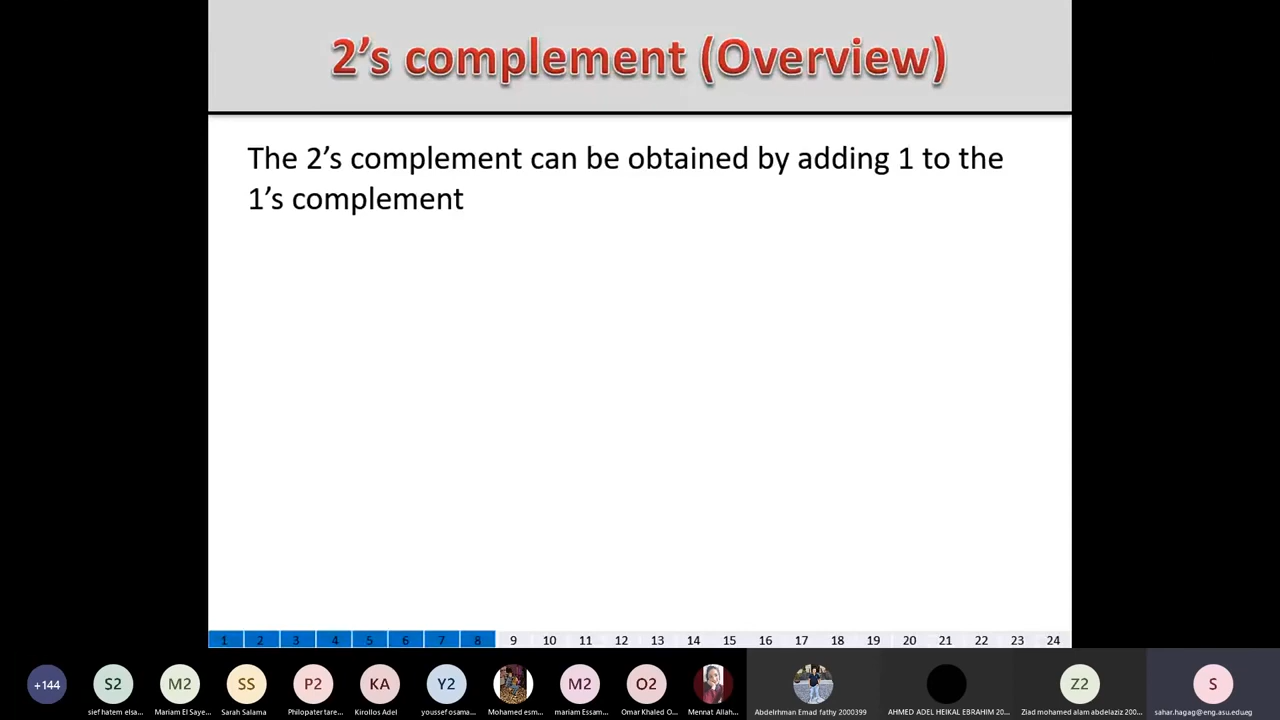 2's complement (Overview)
The 2's complement can be obtained by adding 1 to the
1's complement
1 2 3 4 5 6 7 8 9 10 11 12 13 14 15 16 17 18 19 20 21 22 23 24
+144 S2 M2 SS P2 KA Y2 M2 O2 Z2 S
sief hatem elsa... Mariam El Saye... Sarah Salama Philopater tare... Kirollos Adel youssef osama... Mohamed esm... mariam Essam... Omar Khaled O... Mennat Allah... Abdelrhman Emad fathy 2000399 AHMED ADEL HEIKAL EBRAHIM 20... Ziad mohamed alam abdelaziz 200... sahar.hagag@eng.asu.edueg